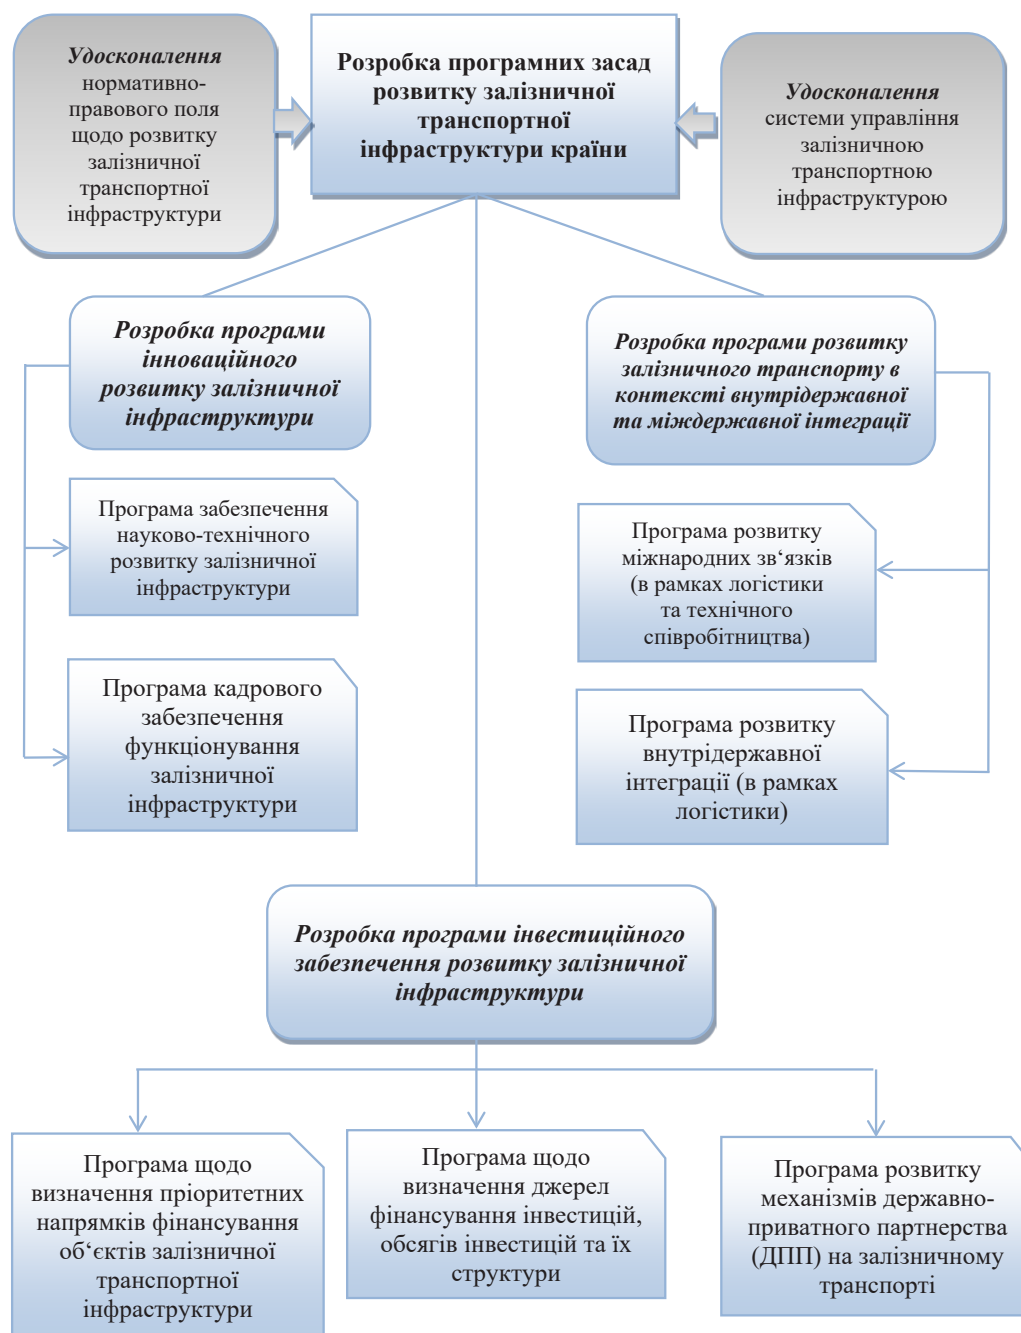 Удосконалення
нормативно-
правового поля
щодо розвитку
залізничної
транспортної
інфраструктури
Розробка програмних засад
розвитку залізничної
транспортної
інфраструктури країни
Удосконалення
системи управління
залізничною
транспортною
інфраструктурою
Розробка програми
інноваційного
розвитку залізничної
інфраструктури
Розробка програми розвитку
залізничного транспорту в
контексті внутрідержавної
та міждержавної інтеграції
Програма забезпечення
науково-технічного
розвитку залізничної
інфраструктури
Програма розвитку
міжнародних зв‘язків
(в рамках логістики
та технічного
співробітництва)
Програма кадрового
забезпечення
функціонування
залізничної
інфраструктури
Програма розвитку
внутрідержавної
інтеграції (в рамках
логістики)
Розробка програми інвестиційного
забезпечення розвитку залізничної
інфраструктури
Програма щодо
визначення пріоритетних
напрямків фінансування
об‘єктів залізничної
транспортної
інфраструктури
Програма щодо
визначення джерел
фінансування інвестицій,
обсягів інвестицій та їх
структури
Програма розвитку
механізмів державно-
приватного партнерства
(ДПП) на залізничному
транспорті